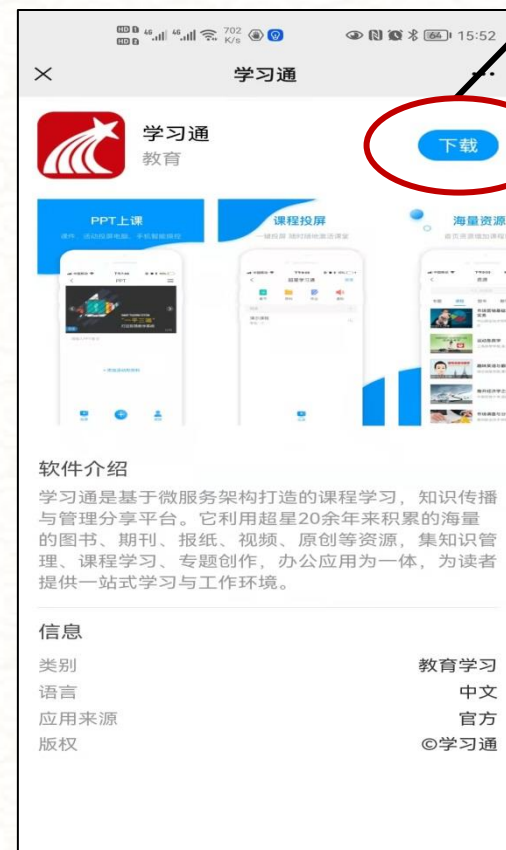 702
K/s
64
15:52
学习通
学习通
教育
下载
PPT上课
课程投屏
海量资源
PPT
"一平三端"
软件介绍
学习通是基于微服务架构打造的课程学习，知识传播
与管理分享平台。它利用超星20余年来积累的海量
的图书、期刊、报纸、视频、原创等资源，集知识管
理、课程学习、专题创作，办公应用为一体，为读者
提供一站式学习与工作环境。
信息
类别 教育学习
语言 中文
应用来源 官方
版权 ©学习通